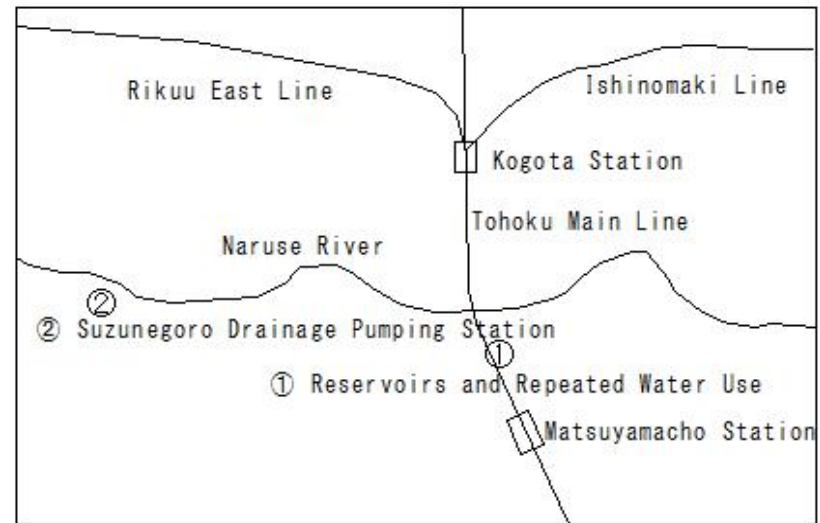 Rikuu East Line
Ishinomaki Line
Kogota Station
Tohoku Main Line
Naruse River
②
② Suzunegoro Drainage Pumping Station
①
① Reservoirs and Repeated Water Use
Matsuyamacho Station